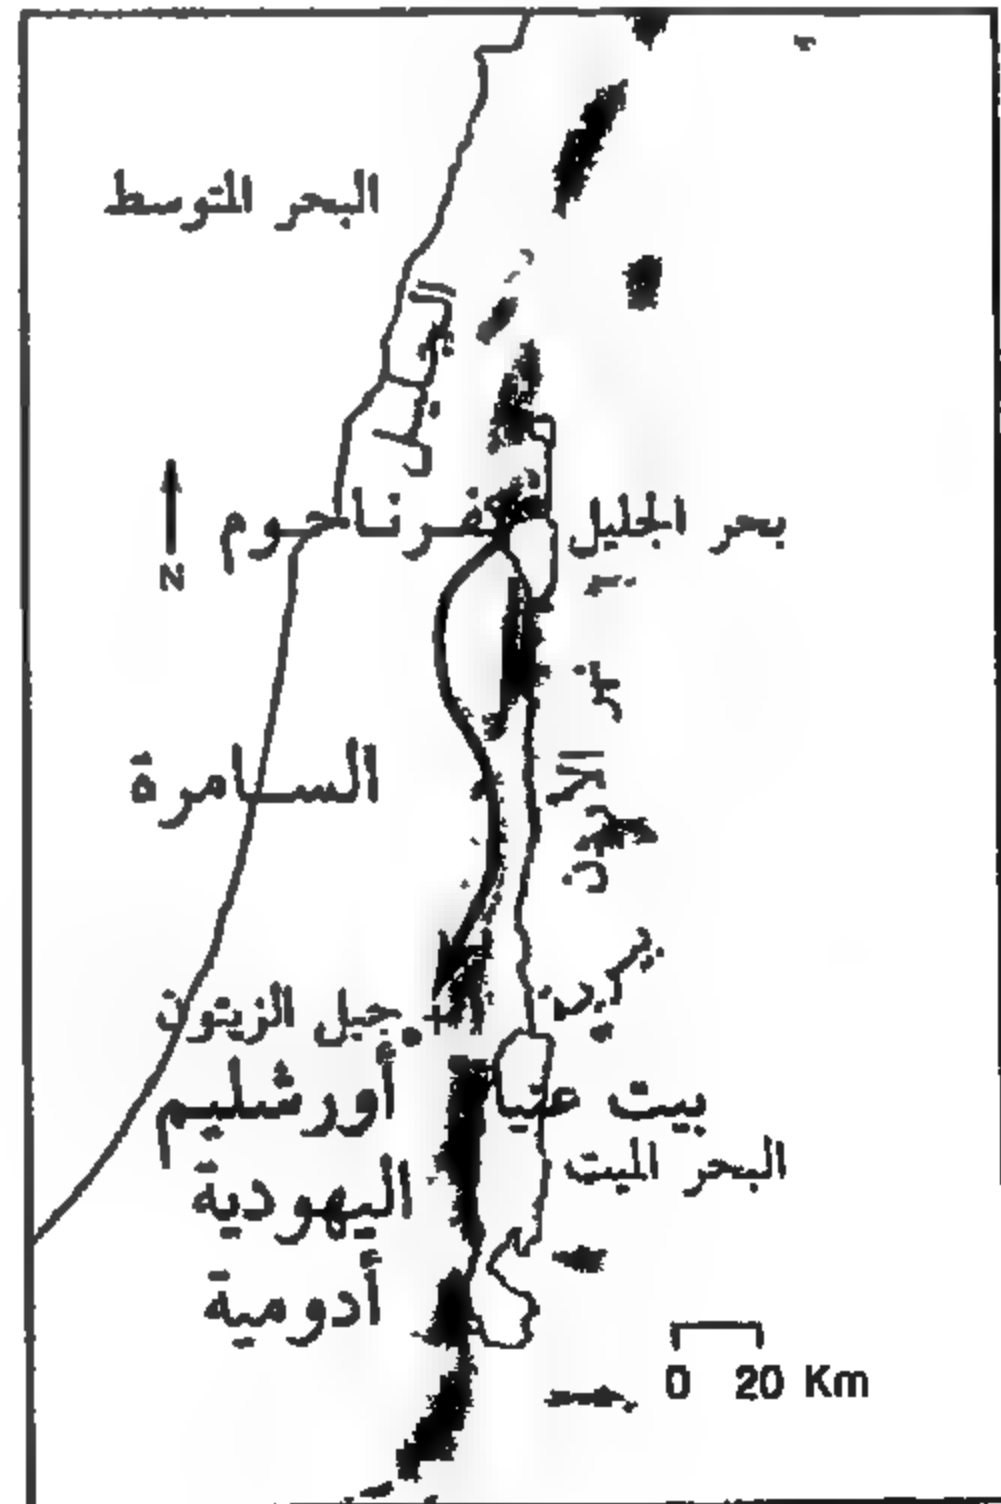 البحر المتوسط
الجليل
كفرناحوم
بحر الجليل
N
نهر الأردن
السامرة
بيرية
جبل الزيتون
أورشليم
بيت عنيا
البحر الميت
اليهودية
أدومية
0 20 Km